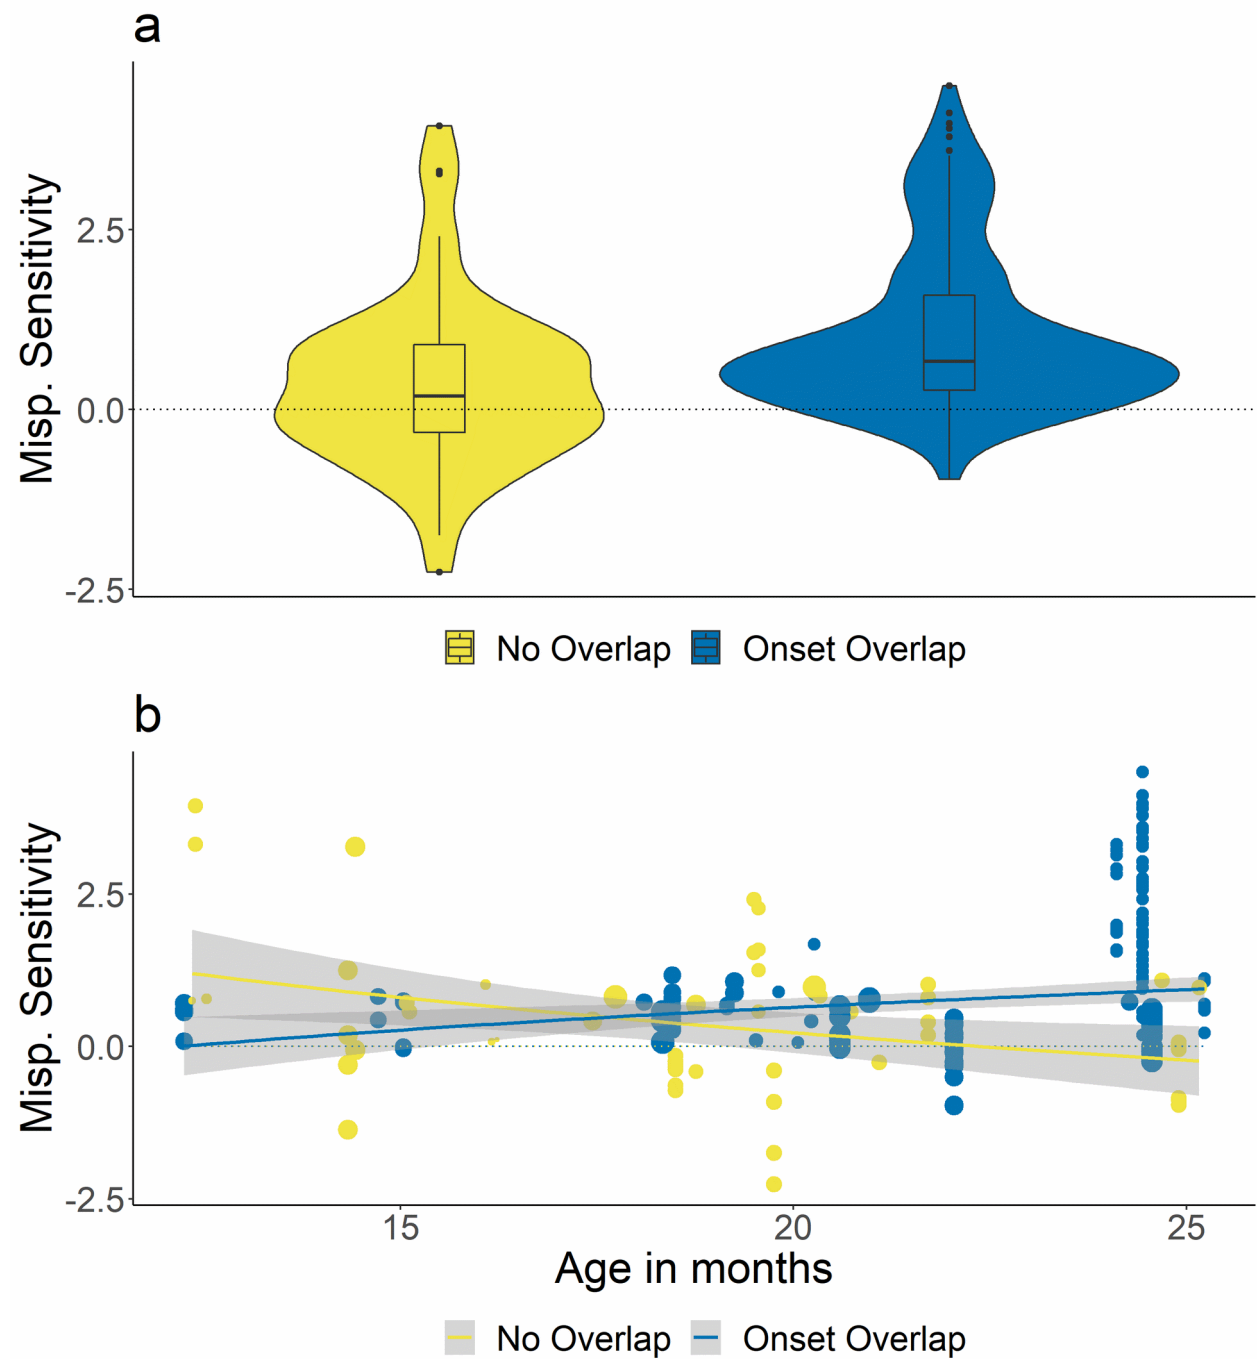 a
Misp. Sensitivity
2.5
0.0
-2.5
No Overlap
Onset Overlap
b
Misp. Sensitivity
2.5
0.0
-2.5
15
20
25
Age in months
No Overlap
Onset Overlap